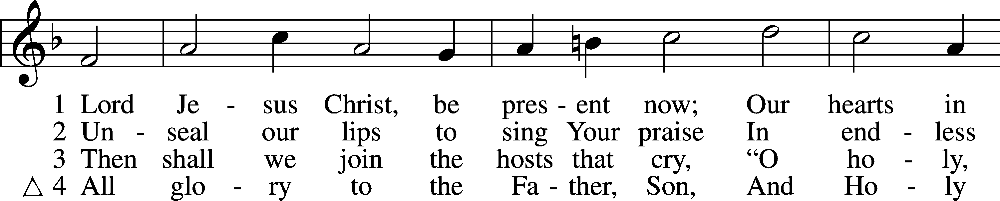 1 Lord Je - sus Christ, be pres - ent now; Our hearts in
2 Un - seal our lips to sing Your praise In end - less
3 Then shall we join the hosts that cry, “O ho - ly,
△ 4 All glo - ry to the Fa - ther, Son, And Ho - ly